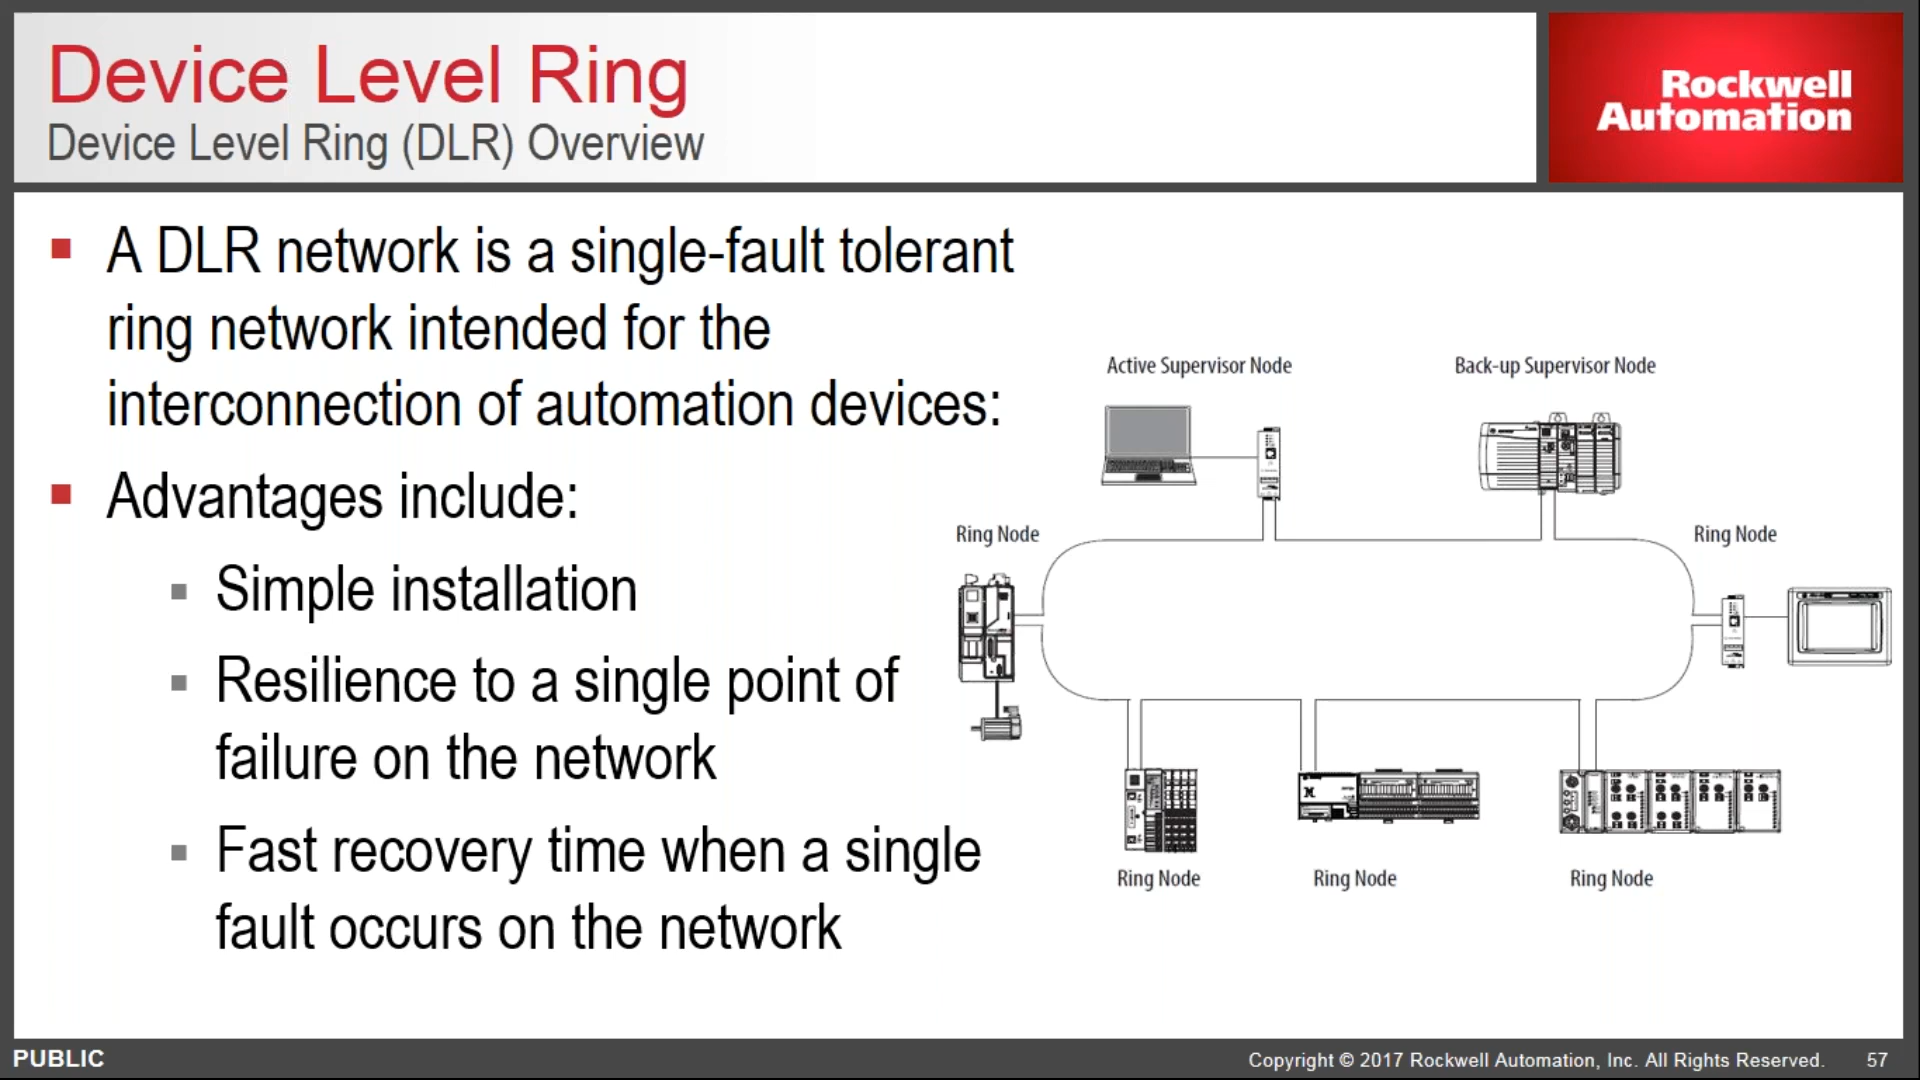 Device Level Ring
Device Level Ring (DLR) Overview
Rockwell
Automation
A DLR network is a single-fault tolerant
ring network intended for the
interconnection of automation devices:
Advantages include:
Simple installation
Resilience to a single point of
failure on the network
Fast recovery time when a single
fault occurs on the network
Active Supervisor Node
Back-up Supervisor Node
Ring Node
Ring Node
Ring Node
Ring Node
Ring Node
PUBLIC
Copyright © 2017 Rockwell Automation, Inc. All Rights Reserved.
57